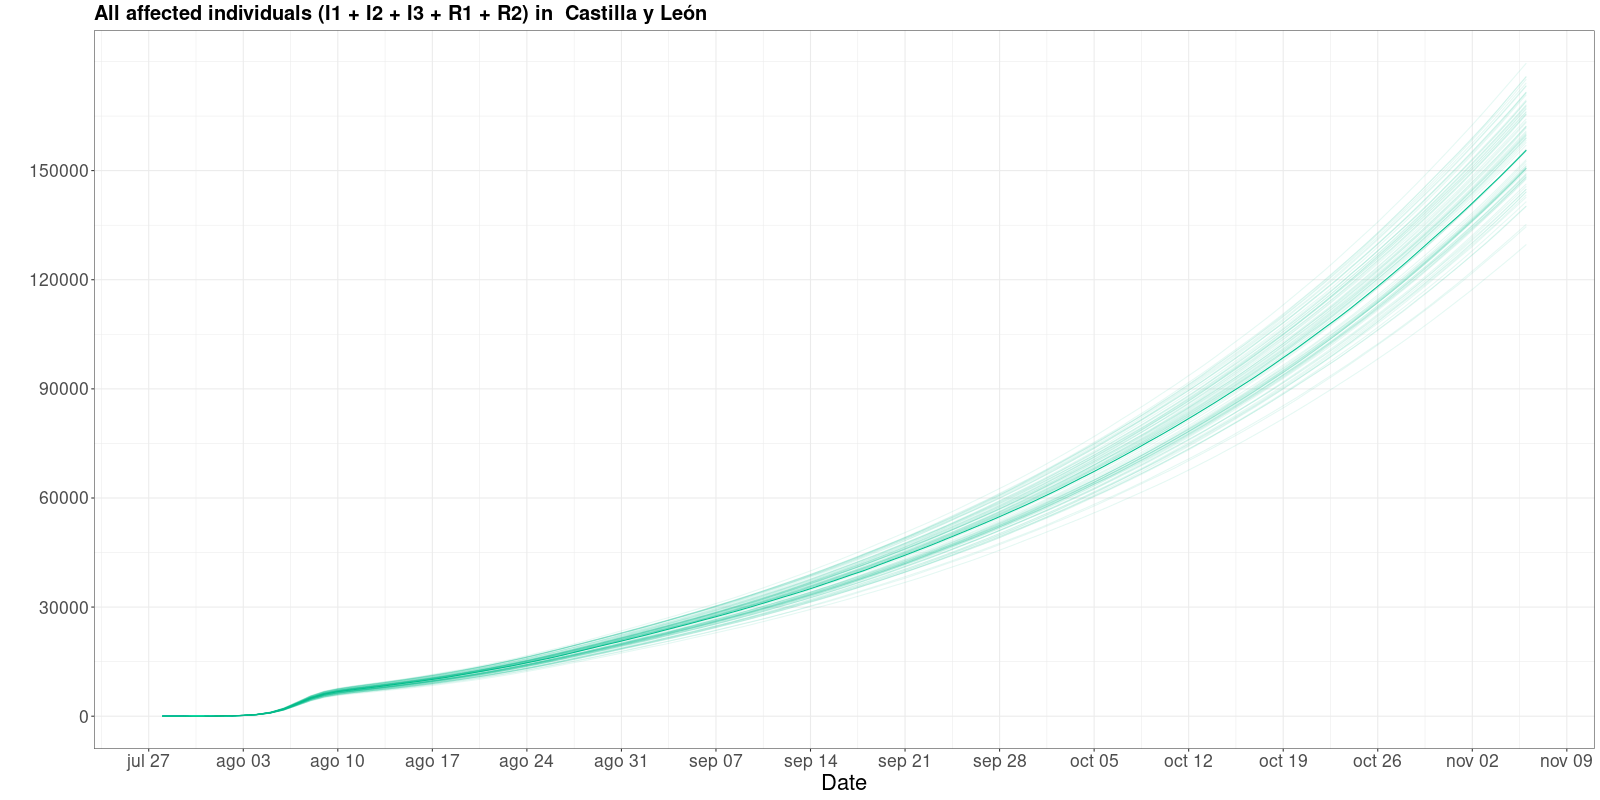 All affected individuals (I1 + I2 + I3 + R1 + R2) in  Castilla y León
150000
120000
90000
60000
30000
0
jul 27 ago 03 ago 10 ago 17 ago 24 ago 31 sep 07 sep 14 sep 21 sep 28 oct 05 oct 12 oct 19 oct 26 nov 02 nov 09
Date